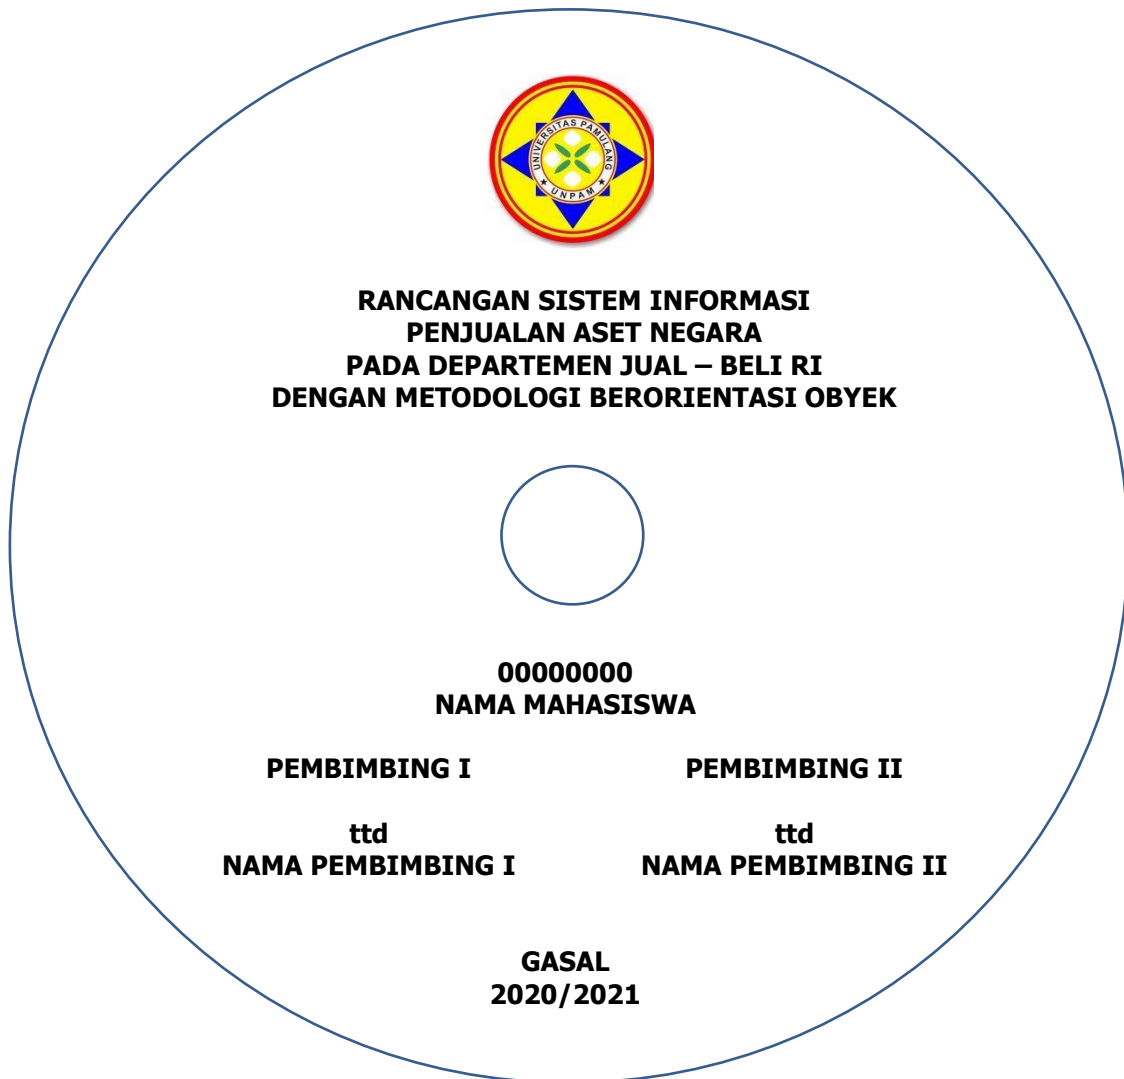 UNIVERSITAS PAMULANG
★ UNPAM ★
RANCANGAN SISTEM INFORMASI
PENJUALAN ASET NEGARA
PADA DEPARTEMEN JUAL – BELI RI
DENGAN METODOLOGI BERORIENTASI OBYEK
00000000
NAMA MAHASISWA
PEMBIMBING I PEMBIMBING II
ttd ttd
NAMA PEMBIMBING I NAMA PEMBIMBING II
GASAL
2020/2021